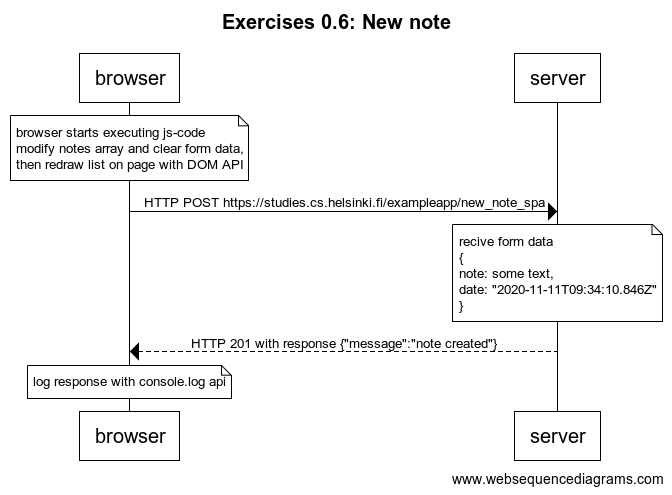 Exercises 0.6: New note
browser
server
browser starts executing js-code
modify notes array and clear form data,
then redraw list on page with DOM API
HTTP POST https://studies.cs.helsinki.fi/exampleapp/new_note_spa
recive form data
{
note: some text,
date: "2020-11-11T09:34:10.846Z"
}
HTTP 201 with response {"message":"note created"}
log response with console.log api
browser
server
www.websequencediagrams.com